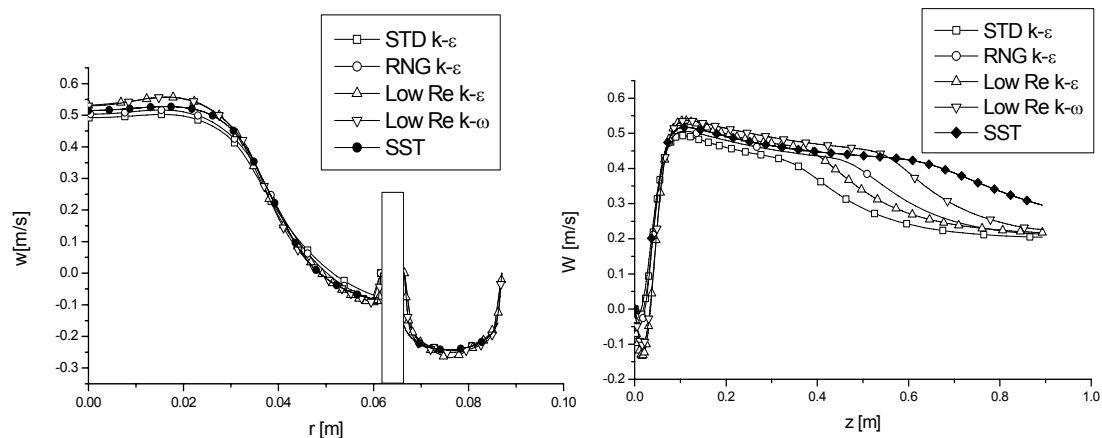 STD k-ε
RNG k-ε
Low Re k-ε
Low Re k-ω
SST
0.6
0.5
0.4
0.3
0.2
0.1
0.0
-0.1
-0.2
-0.3
w[m/s]
0.00
0.02
0.04
0.06
0.08
0.10
r [m]
STD k-ε
RNG k-ε
Low Re k-ε
Low Re k-ω
SST
0.6
0.5
0.4
0.3
0.2
0.1
0.0
-0.1
-0.2
W [m/s]
0.0
0.2
0.4
0.6
0.8
1.0
z [m]